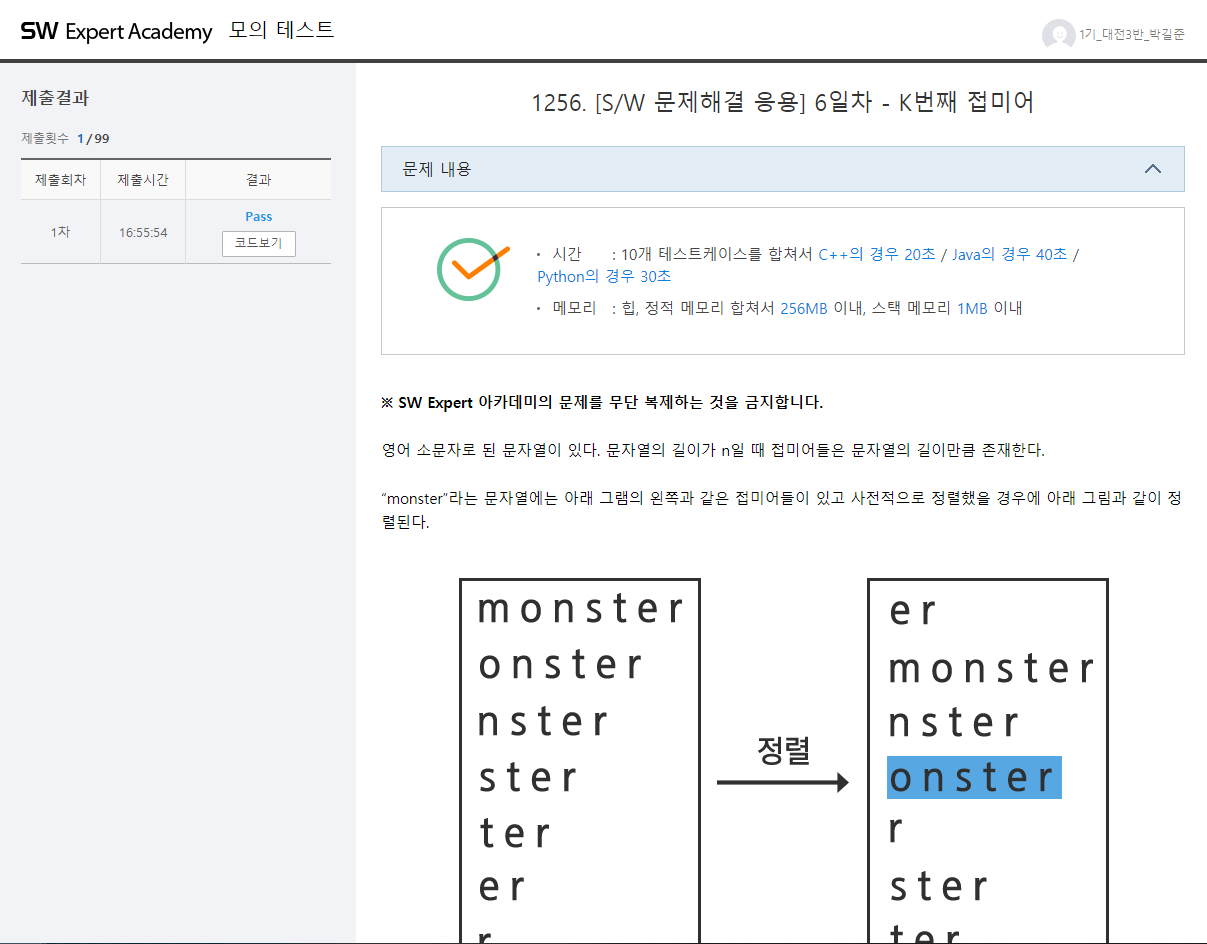 SW Expert Academy 모의 테스트
1기_대전3반_박길준
제출결과
제출횟수 1 / 99
제출회차 제출시간 결과
1차 16:55:54 Pass
코드보기
1256. [S/W 문제해결 응용] 6일차 - K번째 접미어
문제 내용
・ 시간 : 10개 테스트케이스를 합쳐서 C++의 경우 20초 / Java의 경우 40초 /
Python의 경우 30초
・ 메모리 : 힙, 정적 메모리 합쳐서 256MB 이내, 스택 메모리 1MB 이내
※ SW Expert 아카데미의 문제를 무단 복제하는 것을 금지합니다.
영어 소문자로 된 문자열이 있다. 문자열의 길이가 n일 때 접미어들은 문자열의 길이만큼 존재한다.
“monster”라는 문자열에는 아래 그램의 왼쪽과 같은 접미어들이 있고 사전적으로 정렬했을 경우에 아래 그림과 같이 정
렬된다.
monster
onster
nster
ster
ter
er
r
정렬
er
monster
nster
onster
r
ster
ter